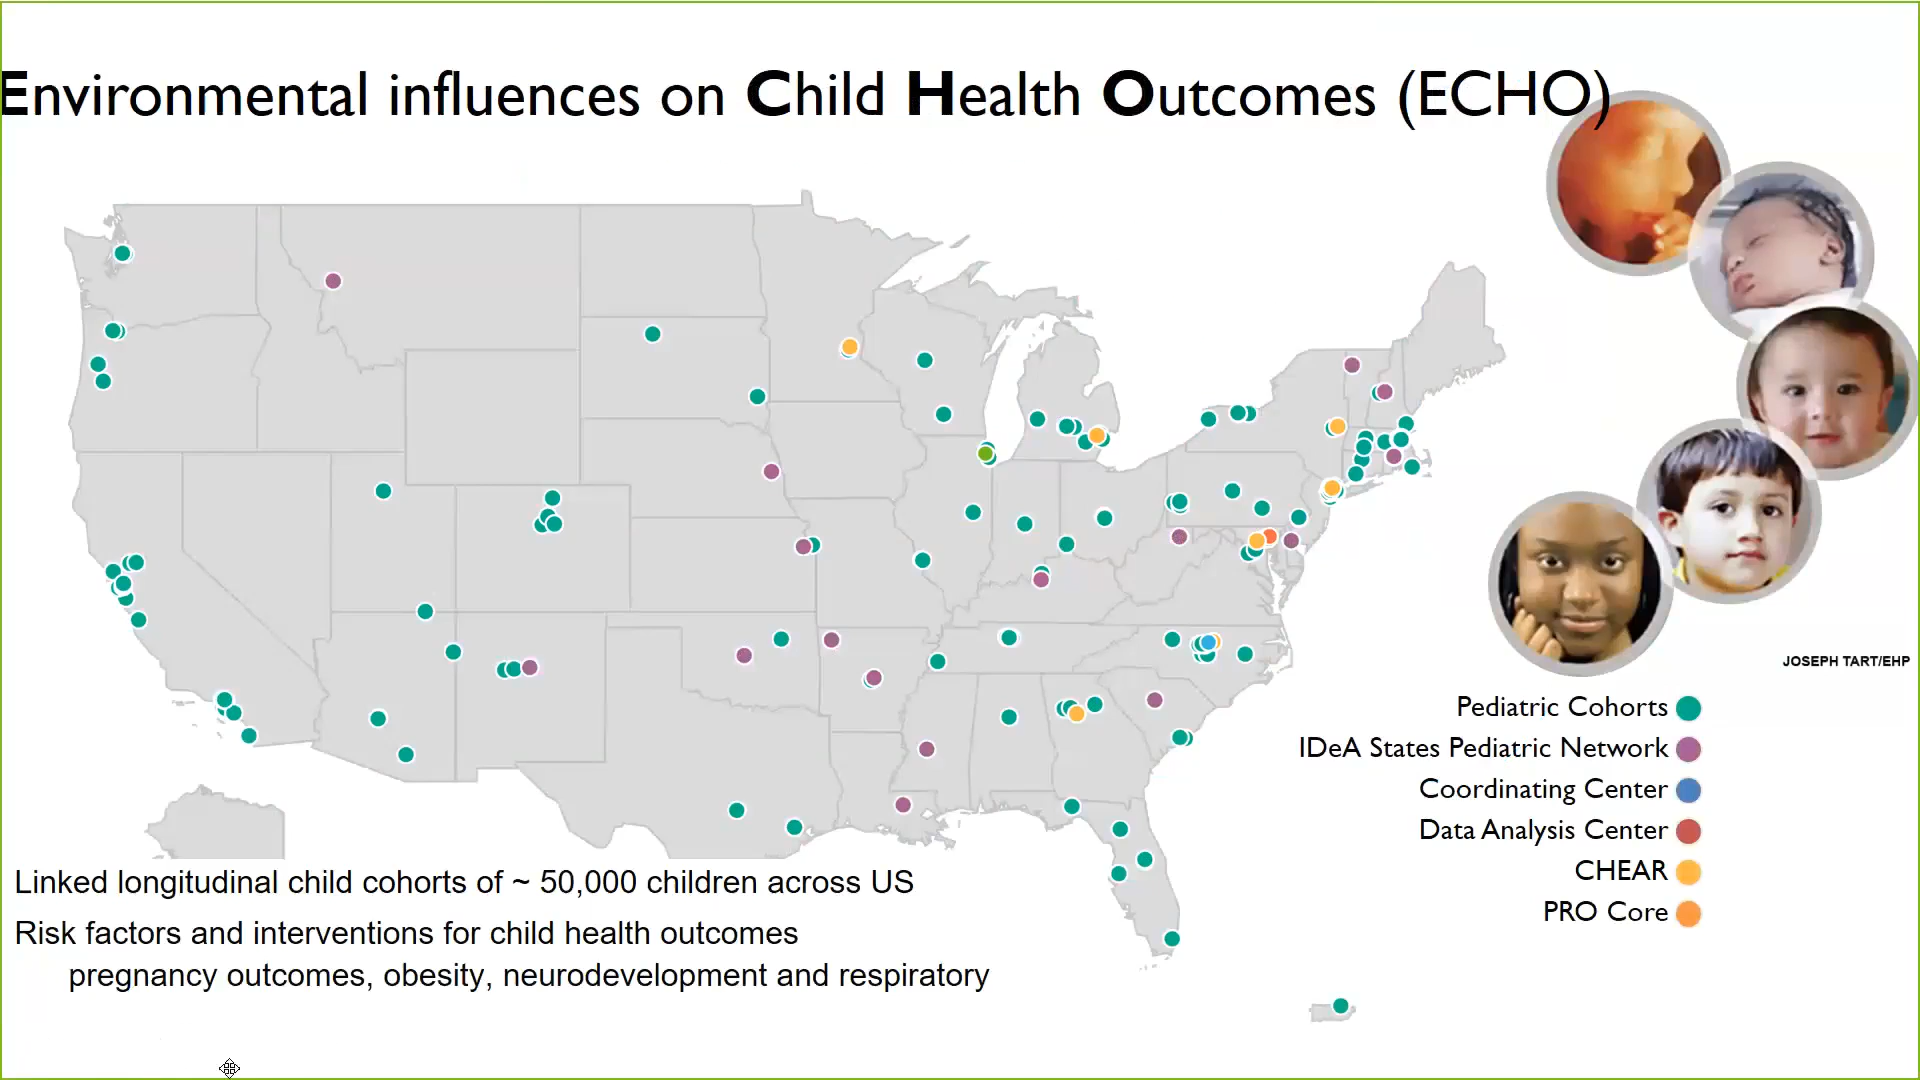 Environmental influences on Child Health Outcomes (ECHO)
JOSEPH TART/EHP
Pediatric Cohorts
IDeA States Pediatric Network
Coordinating Center
Data Analysis Center
CHEAR
PRO Core
Linked longitudinal child cohorts of ~ 50,000 children across US
Risk factors and interventions for child health outcomes
pregnancy outcomes, obesity, neurodevelopment and respiratory